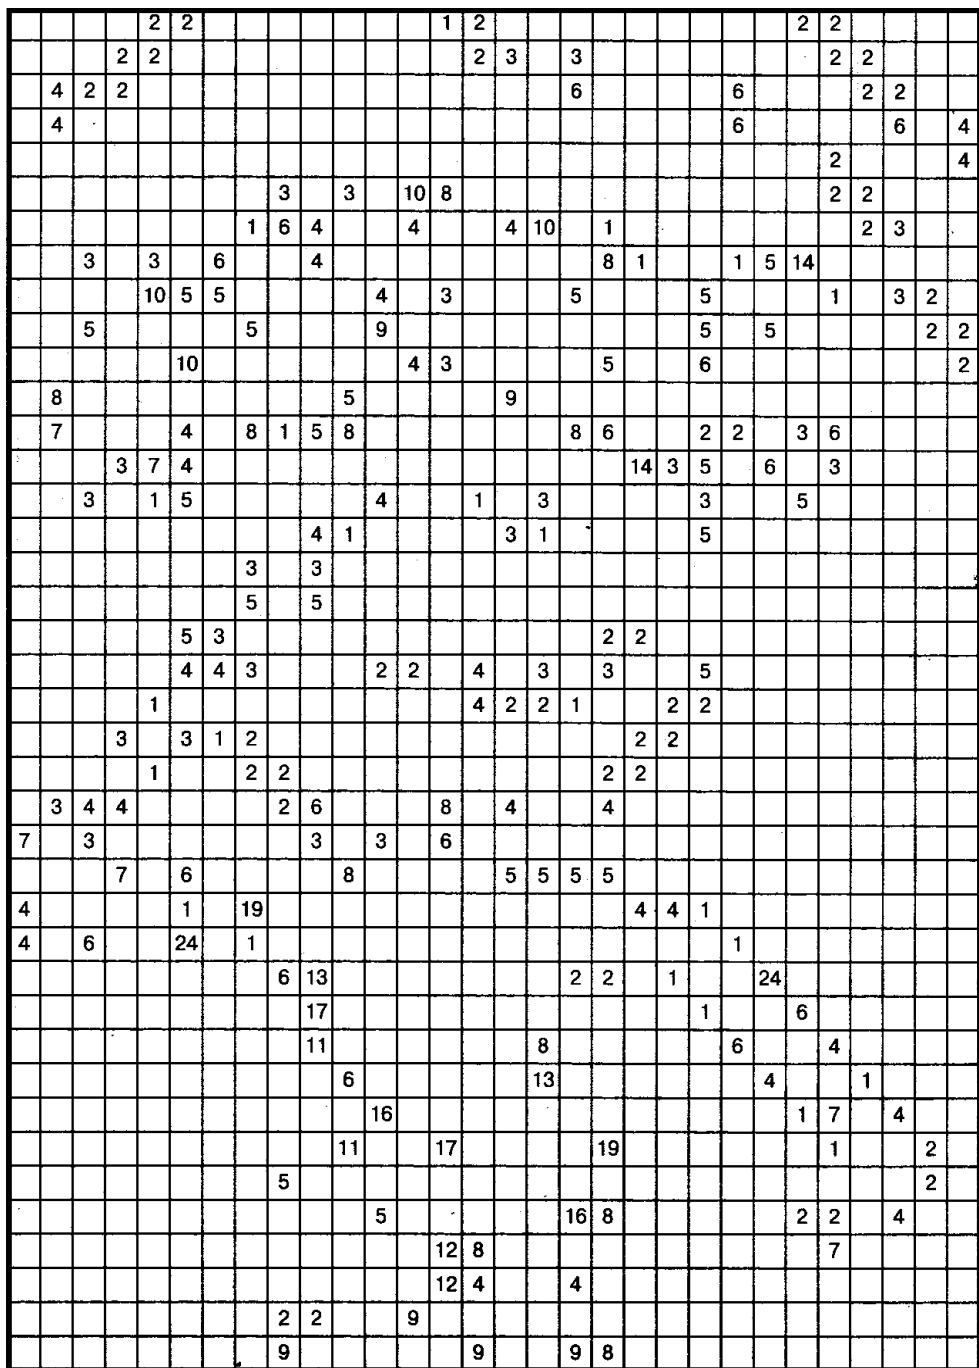 2 2 1 2 2 2
2 2 2 3 3 2 2
4 2 2 6 6 2 2
4 6 6 4
2 4
3 3 10 8 2 2
1 6 4 4 4 10 1 2 3
3 3 6 4 8 1 1 5 14
10 5 5 4 3 5 5 1 3 2
5 5 9 5 5 2 2
10 4 3 5 6 2
8 5 9
7 4 8 1 5 8 8 6 2 2 3 6
3 7 4 14 3 5 6 3
3 1 5 4 1 3 3 5
4 1 3 1 5
3 3
5 5
5 3 2 2
4 4 3 2 2 4 3 3 5
1 4 2 2 1 2 2
3 3 1 2 2 2
1 2 2 2 2
3 4 4 2 6 8 4 4
7 3 3 3 6
7 6 8 5 5 5 5
4 1 19 4 4 1
4 6 24 1 1
6 13 2 2 1 24
17 1 6
11 8 6 4
6 13 4 1
16 1 7 4
11 17 19 1 2
5 2
5 16 8 2 2 4
12 8 7
12 4 4
2 2 9
9 9 9 8